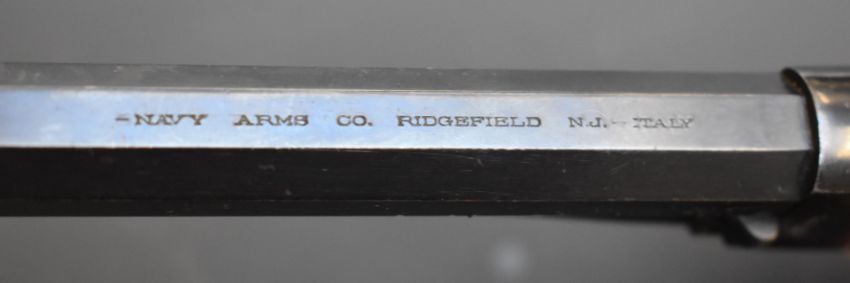 -NAVY ARMS CO. RIDGEFIELD N.J.- ITALY